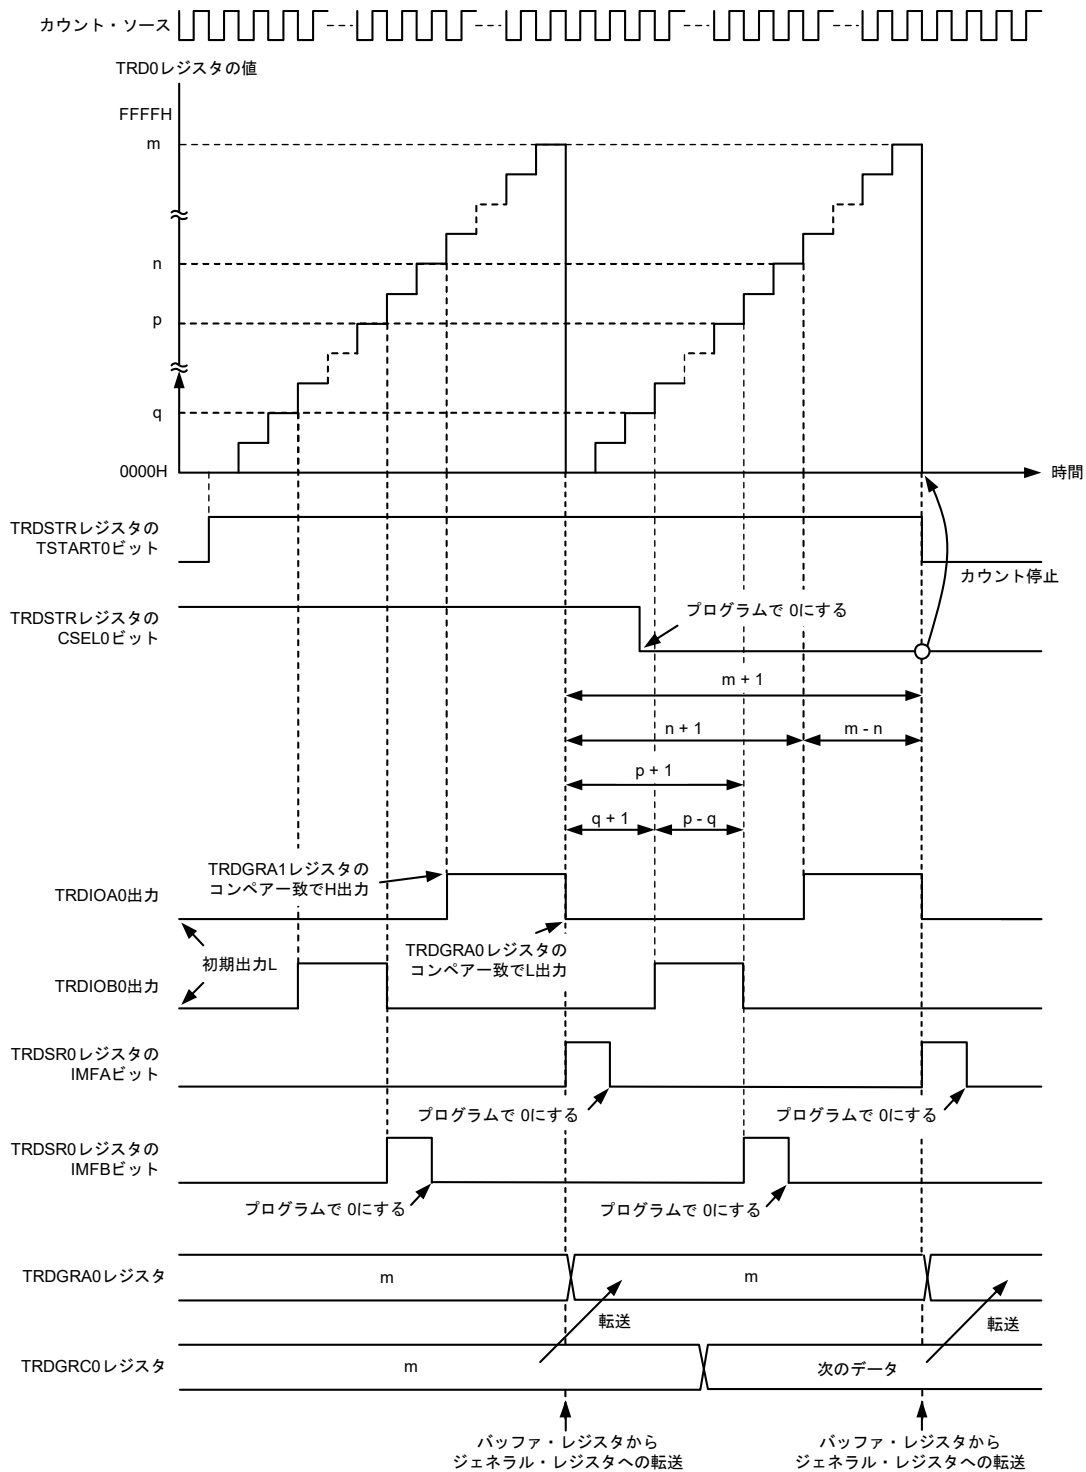 カウント・ソース
TRD0レジスタの値
FFFFH
m
n
p
q
0000H
時間
TRDSTRレジスタの
TSTART0ビット
カウント停止
TRDSTRレジスタの
CSEL0ビット
プログラムで 0にする
m + 1
n + 1
m - n
p + 1
q + 1
p - q
TRDGRA1レジスタの
コンペアー致でH出力
TRDIOA0出力
TRDGRA0レジスタの
コンペアー致でL出力
初期出力L
TRDIOB0出力
TRDSR0レジスタの
IMFAビット
プログラムで 0にする
プログラムで 0にする
TRDSR0レジスタの
IMFBビット
プログラムで 0にする
プログラムで 0にする
TRDGRA0レジスタ
m
m
転送
転送
TRDGRC0レジスタ
m
次のデータ
バッファ・レジスタから
ジェネラル・レジスタへの転送
バッファ・レジスタから
ジェネラル・レジスタへの転送